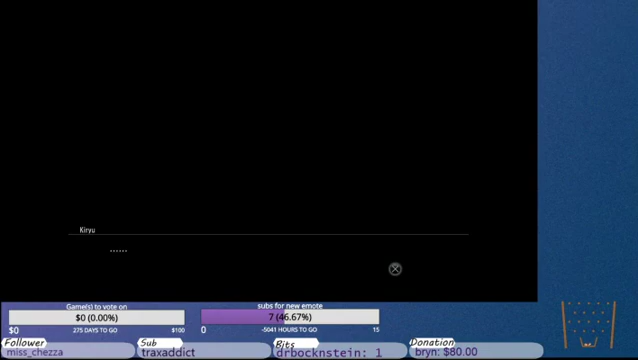 Kiryu
......
Game(s) to vote on
$0 (0.00%)
$0 275 DAYS TO GO $100
subs for new emote
7 (46.67%)
0 -5041 HOURS TO GO 15
Follower
miss_chezza
Sub
traxaddict
Bits
drbocknstein: 1
Donation
bryn: $80.00